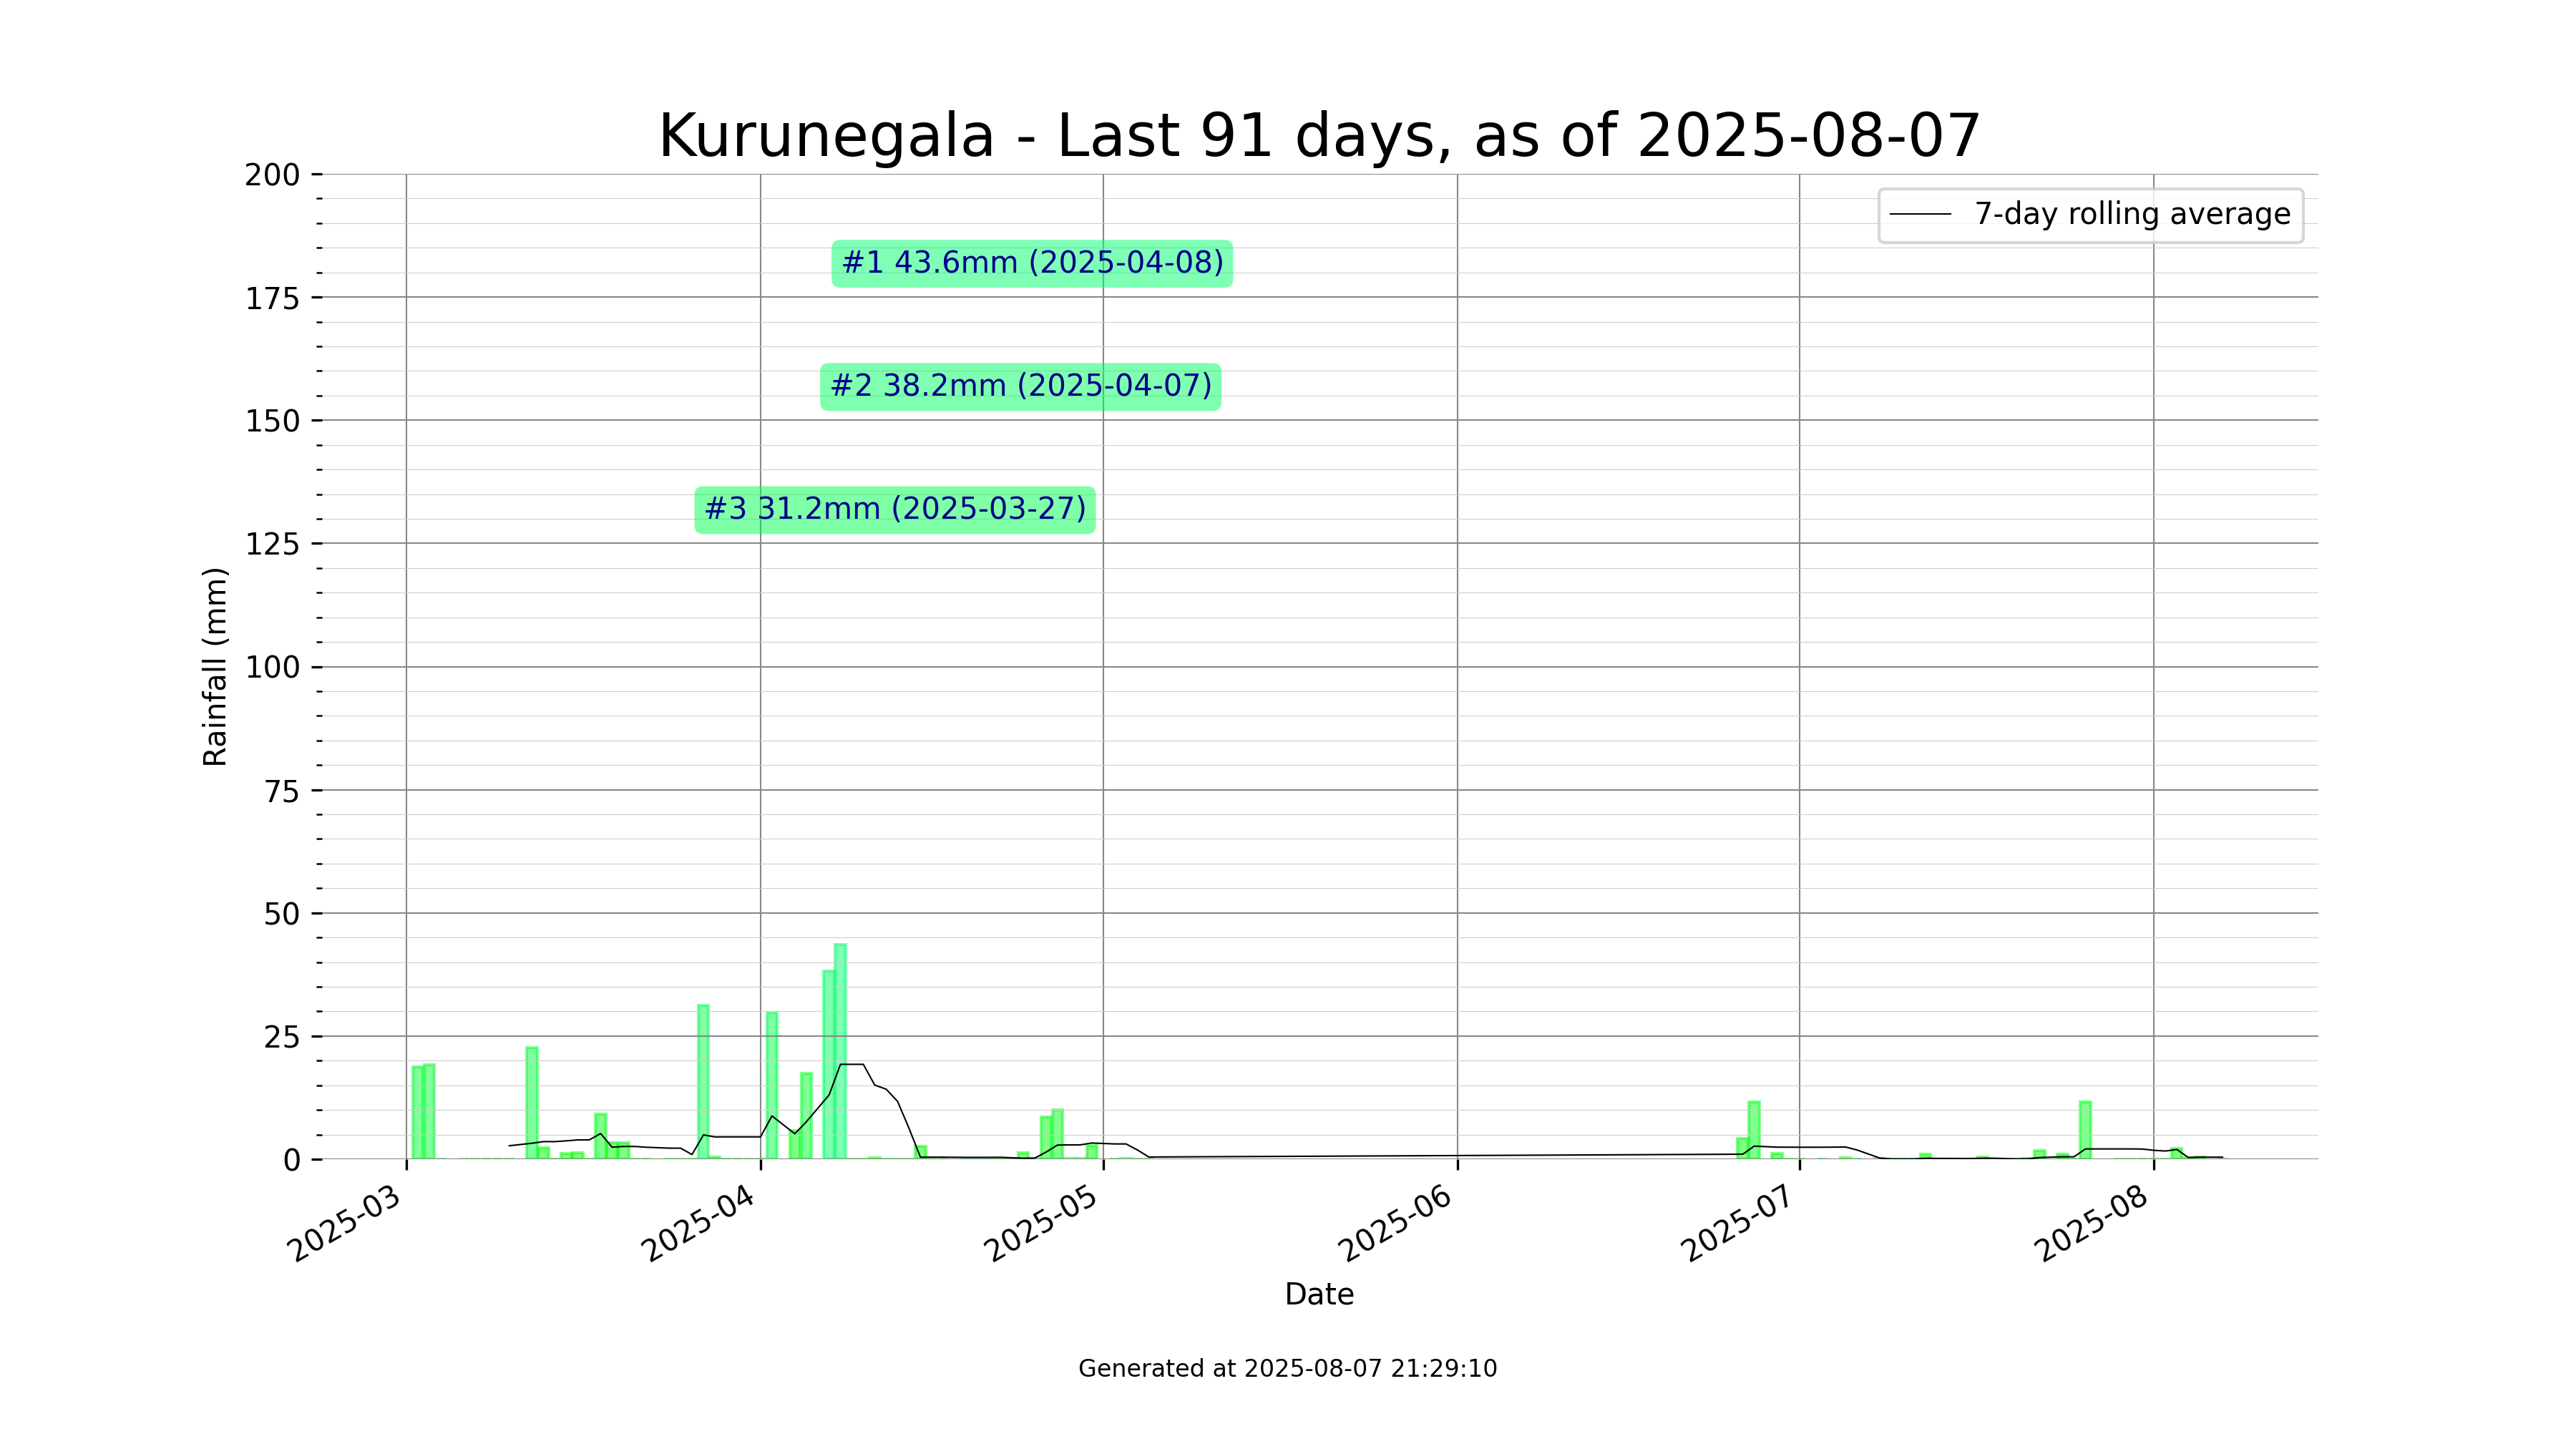 Kurunegala - Last 91 days, as of 2025-08-07
7-day rolling average
#1 43.6mm (2025-04-08)
#2 38.2mm (2025-04-07)
#3 31.2mm (2025-03-27)
Rainfall (mm)
200
175
150
125
100
75
50
25
0
2025-03
2025-04
2025-05
2025-06
2025-07
2025-08
Date
Generated at 2025-08-07 21:29:10